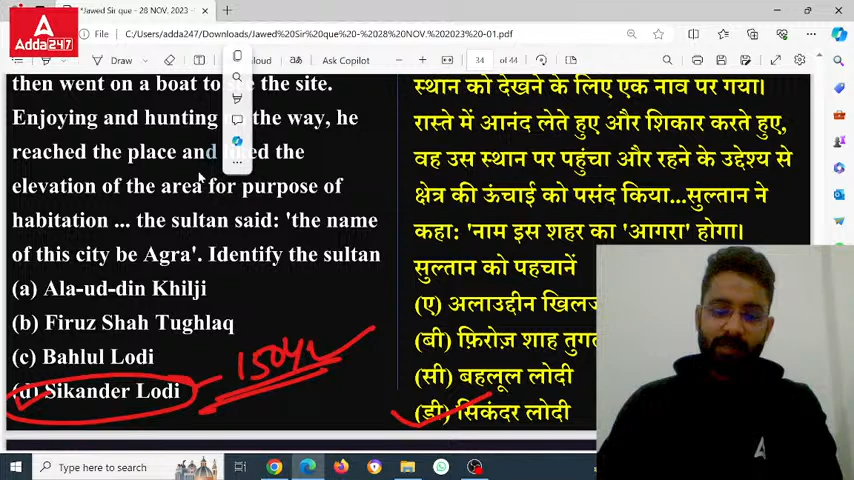 *Jawed Sir que - 28 NOV. 2023
Adda247
File
C:/Users/adda247/Downloads/Jawed%20Sir%20que%20-%2028%20NOV.%202023%20-01.pdf
Draw
Ask Copilot
34 of 44
then went on a boat to see the site.
Enjoying and hunting the way, he
reached the place and liked the
elevation of the area for purpose of
habitation ... the sultan said: 'the name
of this city be Agra'. Identify the sultan
(a) Ala-ud-din Khilji
(b) Firuz Shah Tughlaq
(c) Bahlul Lodi
(d) Sikander Lodi
1504
स्थान को देखने के लिए एक नाव पर गया।
रास्ते में आनंद लेते हुए और शिकार करते हुए,
वह उस स्थान पर पहुंचा और रहने के उद्देश्य से
क्षेत्र की ऊंचाई को पसंद किया...सुल्तान ने
कहा: 'नाम इस शहर का 'आगरा' होगा।
सुल्तान को पहचानें
(ए) अलाउद्दीन
(बी) फ़िरोज़ शाह
(सी) बहलूल लोदी
(डी) सिकंदर लोदी
Type here to search